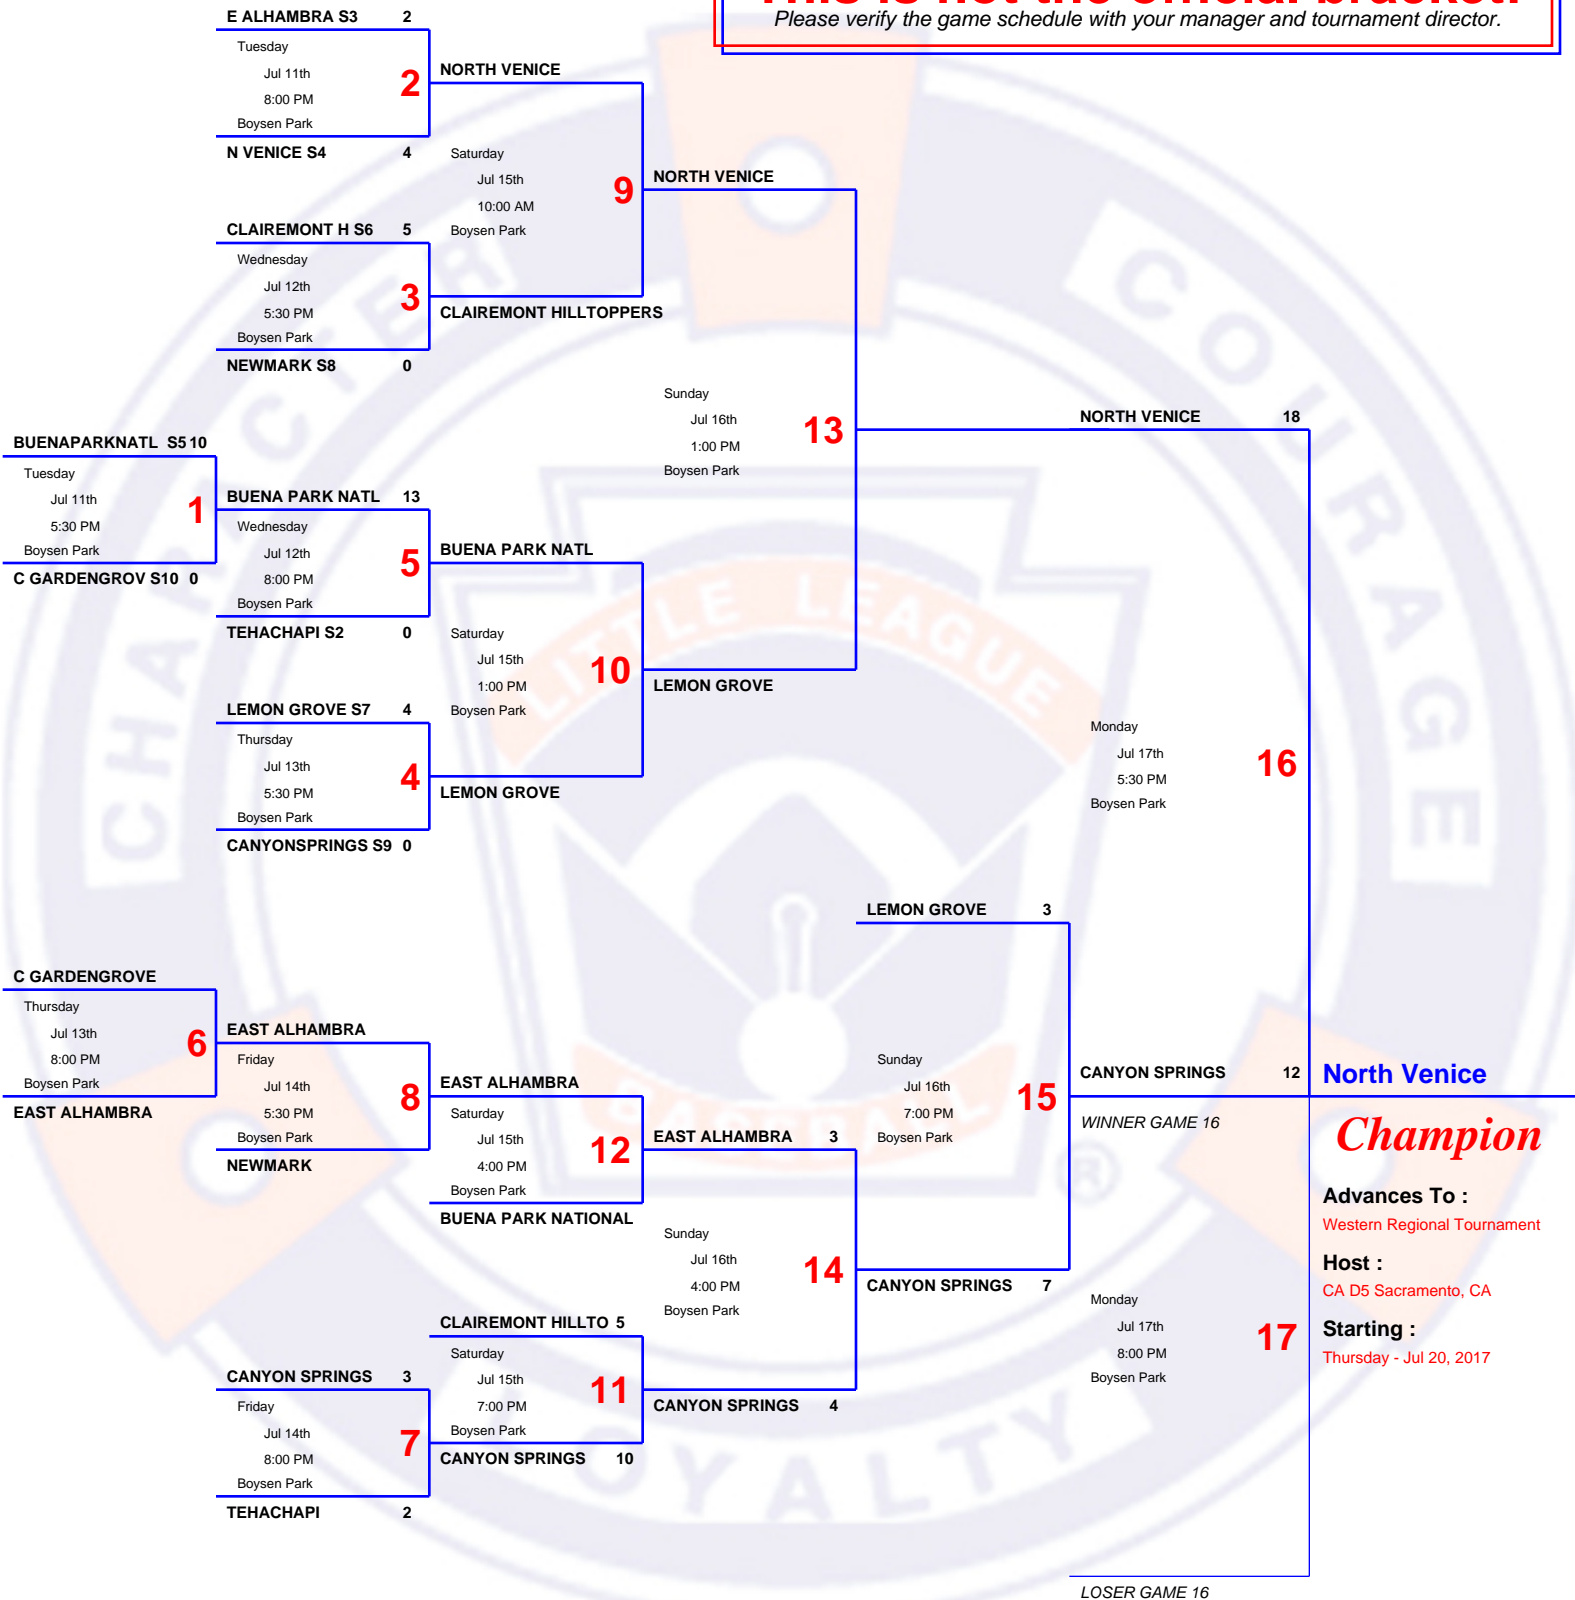 This is not the official bracket!
Please verify the game schedule with your manager and tournament director.
E ALHAMBRA S3 2
Tuesday
Jul 11th
8:00 PM
Boysen Park
2
N VENICE S4 4
NORTH VENICE
Saturday
Jul 15th
10:00 AM
Boysen Park
9
CLAIREMONT H S6 5
Wednesday
Jul 12th
5:30 PM
Boysen Park
3
NEWMARK S8 0
CLAIREMONT HILLTOPPERS
NORTH VENICE
Sunday
Jul 16th
1:00 PM
Boysen Park
13
BUENAPARKNATL S5 10
Tuesday
Jul 11th
5:30 PM
Boysen Park
1
C GARDENGROV S10 0
BUENA PARK NATL 13
Wednesday
Jul 12th
8:00 PM
Boysen Park
5
TEHACHAPI S2 0
BUENA PARK NATL
Saturday
Jul 15th
1:00 PM
Boysen Park
10
LEMON GROVE
LEMON GROVE S7 4
Thursday
Jul 13th
5:30 PM
Boysen Park
4
CANYONSPRINGS S9 0
LEMON GROVE
NORTH VENICE 18
Monday
Jul 17th
5:30 PM
Boysen Park
16
LEMON GROVE 3
C GARDENGROVE
Thursday
Jul 13th
8:00 PM
Boysen Park
6
EAST ALHAMBRA
EAST ALHAMBRA
Friday
Jul 14th
5:30 PM
Boysen Park
8
NEWMARK
EAST ALHAMBRA
Saturday
Jul 15th
4:00 PM
Boysen Park
12
BUENA PARK NATIONAL
EAST ALHAMBRA 3
Sunday
Jul 16th
4:00 PM
Boysen Park
14
Sunday
Jul 16th
7:00 PM
Boysen Park
15
CANYON SPRINGS 7
CANYON SPRINGS 12
WINNER GAME 16
CLAIREMONT HILLTO 5
Saturday
Jul 15th
7:00 PM
Boysen Park
11
CANYON SPRINGS 4
CANYON SPRINGS 3
Friday
Jul 14th
8:00 PM
Boysen Park
7
TEHACHAPI 2
CANYON SPRINGS 10
Monday
Jul 17th
8:00 PM
Boysen Park
17
LOSER GAME 16
North Venice
Champion
Advances To :
Western Regional Tournament
Host :
CA D5 Sacramento, CA
Starting :
Thursday - Jul 20, 2017
CHARACTER
COURAGE
LOYALTY
LITTLE LEAGUE
BASEBALL
®